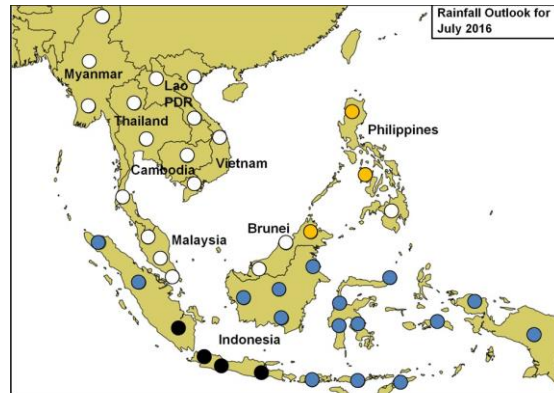 Rainfall Outlook for
July 2016
Myanmar
Lao
PDR
Thailand
Philippines
Vietnam
Cambodia
Brunei
Malaysia
Indonesia